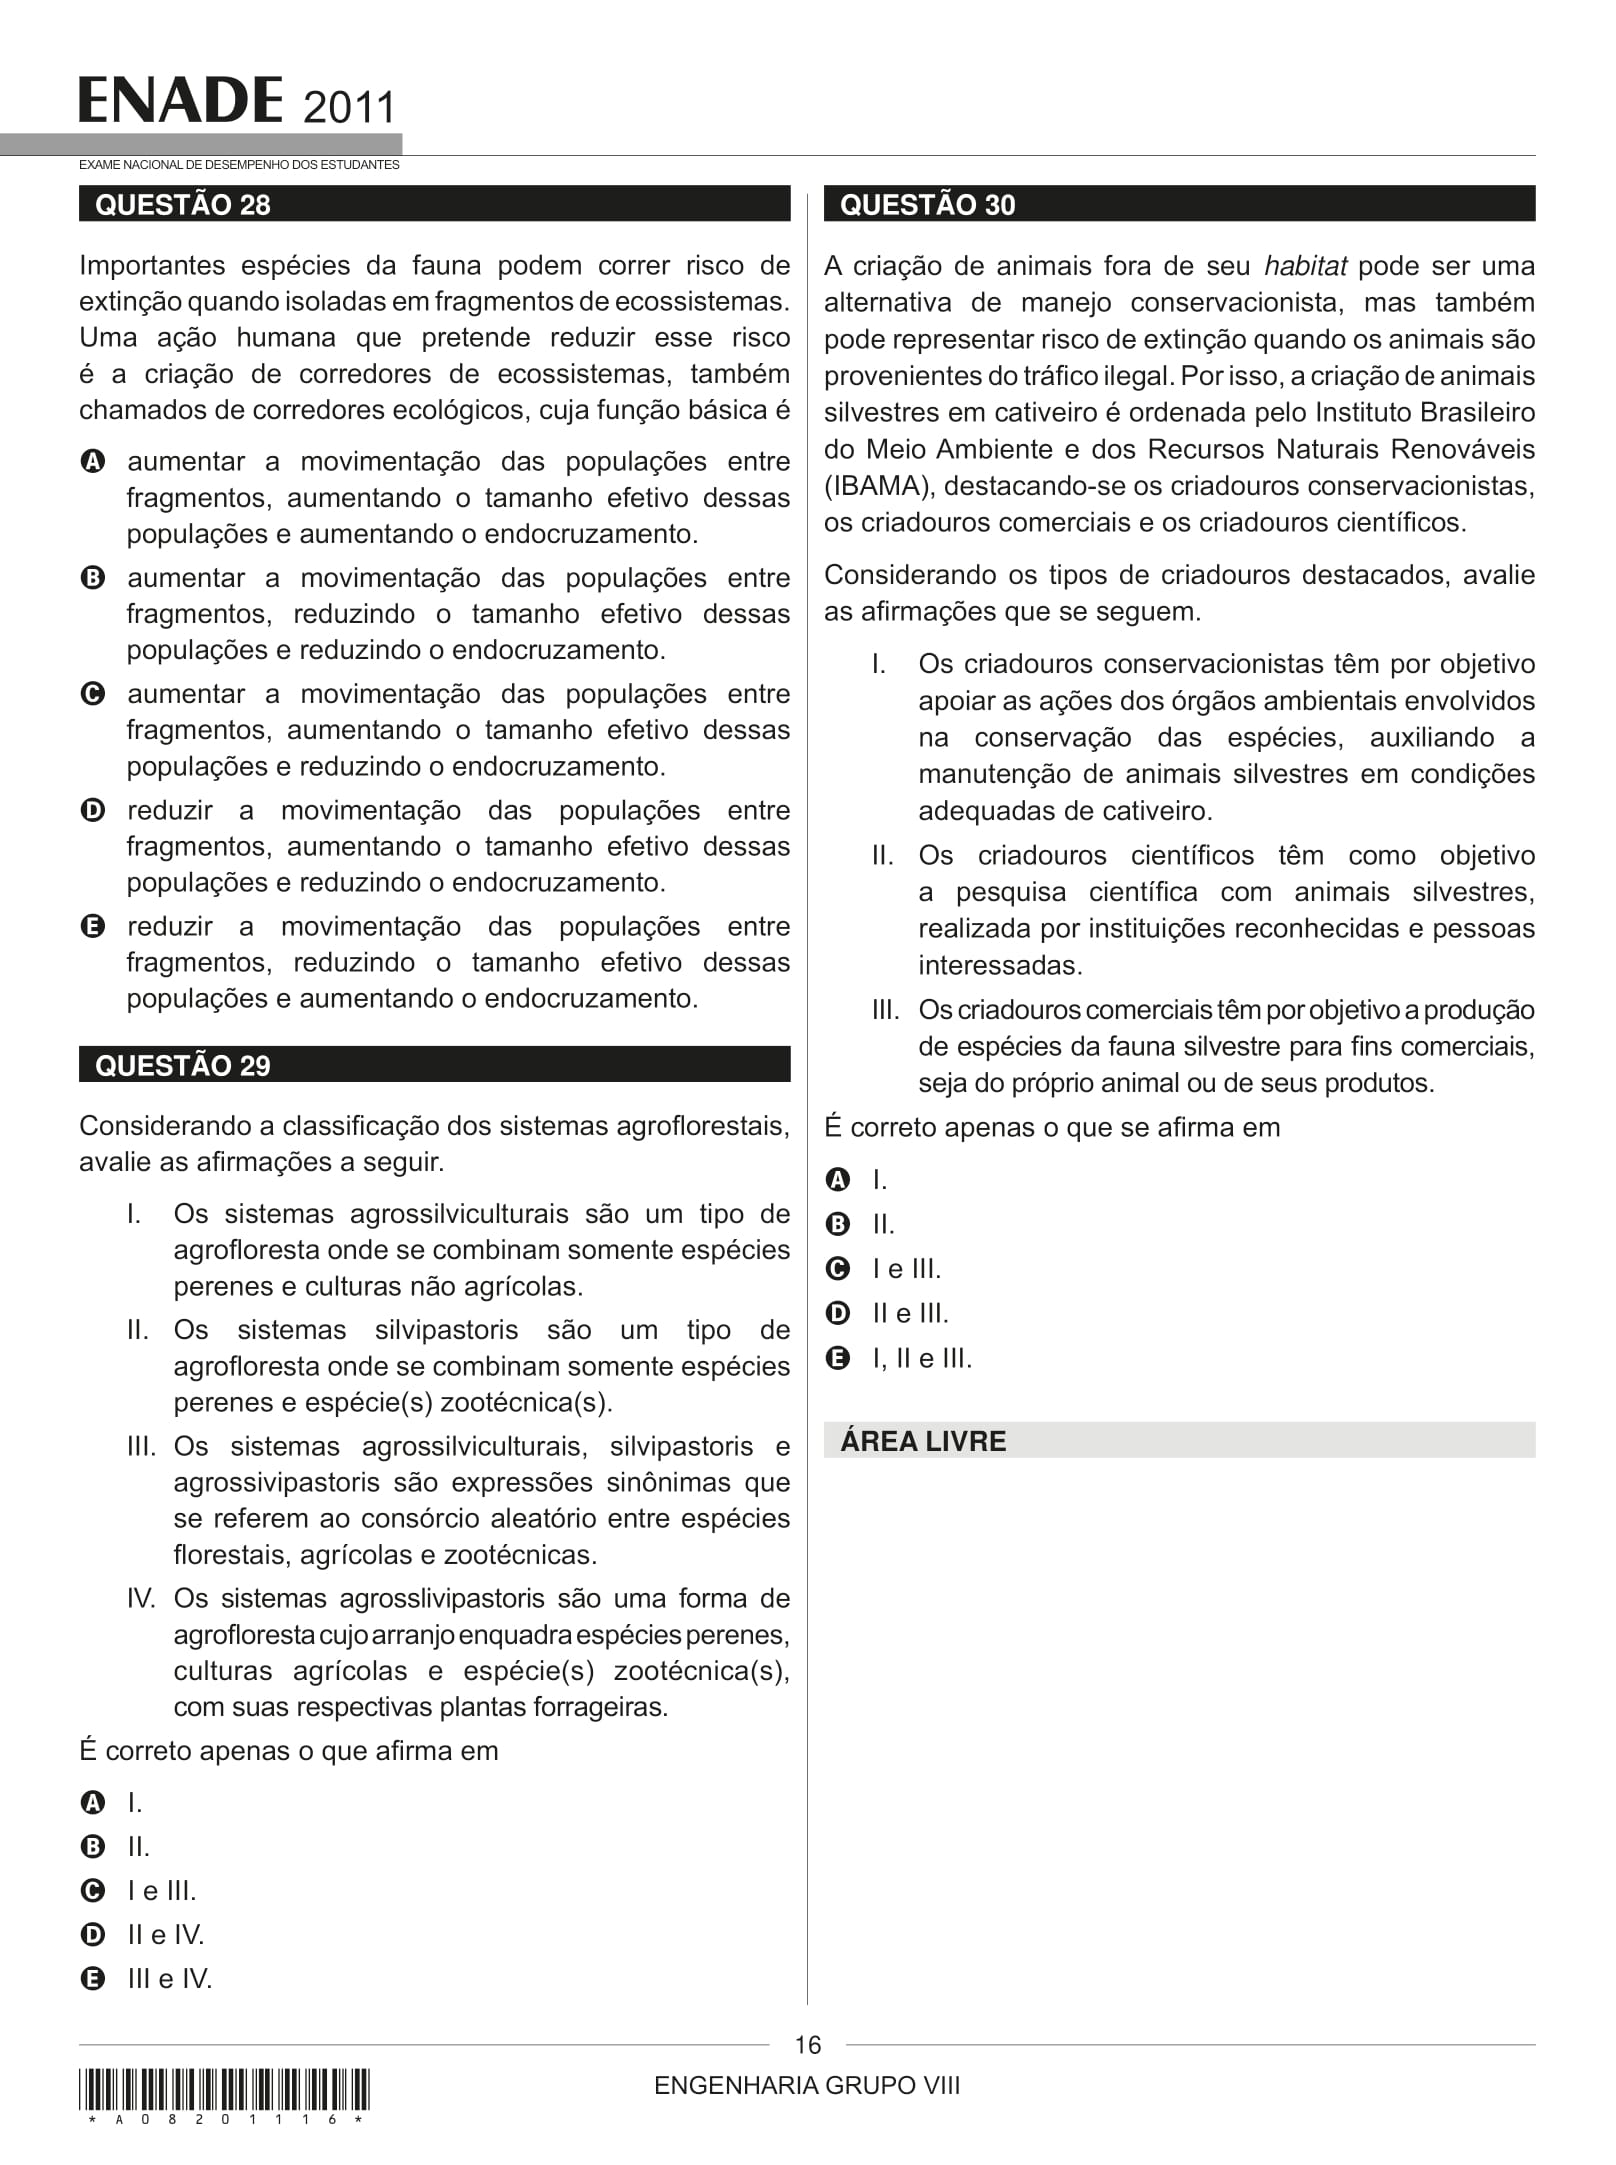 ENADE 2011
EXAME NACIONAL DE DESEMPENHO DOS ESTUDANTES
QUESTÃO 28
Importantes espécies da fauna podem correr risco de
extinção quando isoladas em fragmentos de ecossistemas.
Uma ação humana que pretende reduzir esse risco
é a criação de corredores de ecossistemas, também
chamados de corredores ecológicos, cuja função básica é
A aumentar a movimentação das populações entre
fragmentos, aumentando o tamanho efetivo dessas
populações e aumentando o endocruzamento.
B aumentar a movimentação das populações entre
fragmentos, reduzindo o tamanho efetivo dessas
populações e reduzindo o endocruzamento.
C aumentar a movimentação das populações entre
fragmentos, aumentando o tamanho efetivo dessas
populações e reduzindo o endocruzamento.
D reduzir a movimentação das populações entre
fragmentos, aumentando o tamanho efetivo dessas
populações e reduzindo o endocruzamento.
E reduzir a movimentação das populações entre
fragmentos, reduzindo o tamanho efetivo dessas
populações e aumentando o endocruzamento.
QUESTÃO 29
Considerando a classificação dos sistemas agroflorestais,
avalie as afirmações a seguir.
I. Os sistemas agrossilviculturais são um tipo de
agrofloresta onde se combinam somente espécies
perenes e culturas não agrícolas.
II. Os sistemas silvipastoris são um tipo de
agrofloresta onde se combinam somente espécies
perenes e espécie(s) zootécnica(s).
III. Os sistemas agrossilviculturais, silvipastoris e
agrossivipastoris são expressões sinônimas que
se referem ao consórcio aleatório entre espécies
florestais, agrícolas e zootécnicas.
IV. Os sistemas agrosslivipastoris são uma forma de
agrofloresta cujo arranjo enquadra espécies perenes,
culturas agrícolas e espécie(s) zootécnica(s),
com suas respectivas plantas forrageiras.
É correto apenas o que afirma em
A I.
B II.
C I e III.
D II e IV.
E III e IV.
QUESTÃO 30
A criação de animais fora de seu habitat pode ser uma
alternativa de manejo conservacionista, mas também
pode representar risco de extinção quando os animais são
provenientes do tráfico ilegal. Por isso, a criação de animais
silvestres em cativeiro é ordenada pelo Instituto Brasileiro
do Meio Ambiente e dos Recursos Naturais Renováveis
(IBAMA), destacando-se os criadouros conservacionistas,
os criadouros comerciais e os criadouros científicos.
Considerando os tipos de criadouros destacados, avalie
as afirmações que se seguem.
I. Os criadouros conservacionistas têm por objetivo
apoiar as ações dos órgãos ambientais envolvidos
na conservação das espécies, auxiliando a
manutenção de animais silvestres em condições
adequadas de cativeiro.
II. Os criadouros científicos têm como objetivo
a pesquisa científica com animais silvestres,
realizada por instituições reconhecidas e pessoas
interessadas.
III. Os criadouros comerciais têm por objetivo a produção
de espécies da fauna silvestre para fins comerciais,
seja do próprio animal ou de seus produtos.
É correto apenas o que se afirma em
A I.
B II.
C I e III.
D II e III.
E I, II e III.
ÁREA LIVRE
16
ENGENHARIA GRUPO VIII
* A 0 8 2 0 1 1 1 6 *